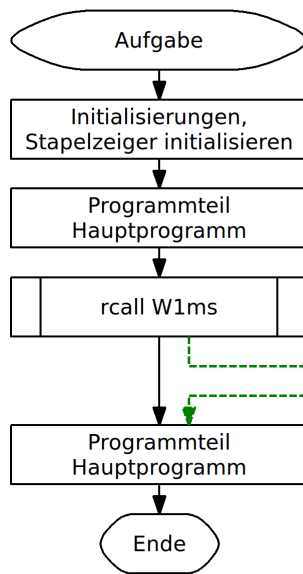 Aufgabe
Initialisierungen,
Stapelzeiger initialisieren
Programmteil
Hauptprogramm
rcall W1ms
Programmteil
Hauptprogramm
Ende